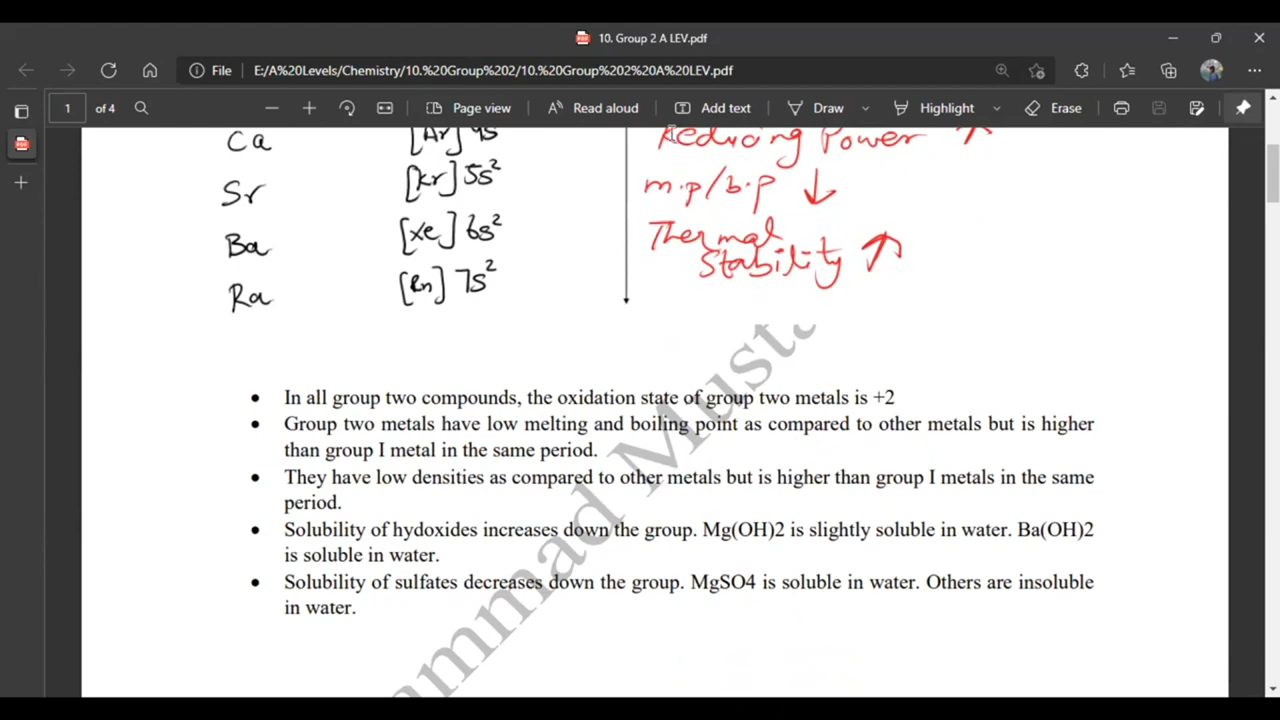 10. Group 2 A LEV.pdf
File E:/A%20Levels/Chemistry/10.%20Group%202/10.%20Group%202%20A%20LEV.pdf
1 of 4 Page view Read aloud Add text Draw Highlight Erase
Ca [Ar] 4s² Reducing Power ↑
Sr [Kr] 5s² m.p/b.p ↓
Ba [Xe] 6s² Thermal
Stability ↑
Ra [Rn] 7s²
• In all group two compounds, the oxidation state of group two metals is +2
• Group two metals have low melting and boiling point as compared to other metals but is higher
than group I metal in the same period.
• They have low densities as compared to other metals but is higher than group I metals in the same
period.
• Solubility of hydoxides increases down the group. Mg(OH)2 is slightly soluble in water. Ba(OH)2
is soluble in water.
• Solubility of sulfates decreases down the group. MgSO4 is soluble in water. Others are insoluble
in water.
ammad Musta